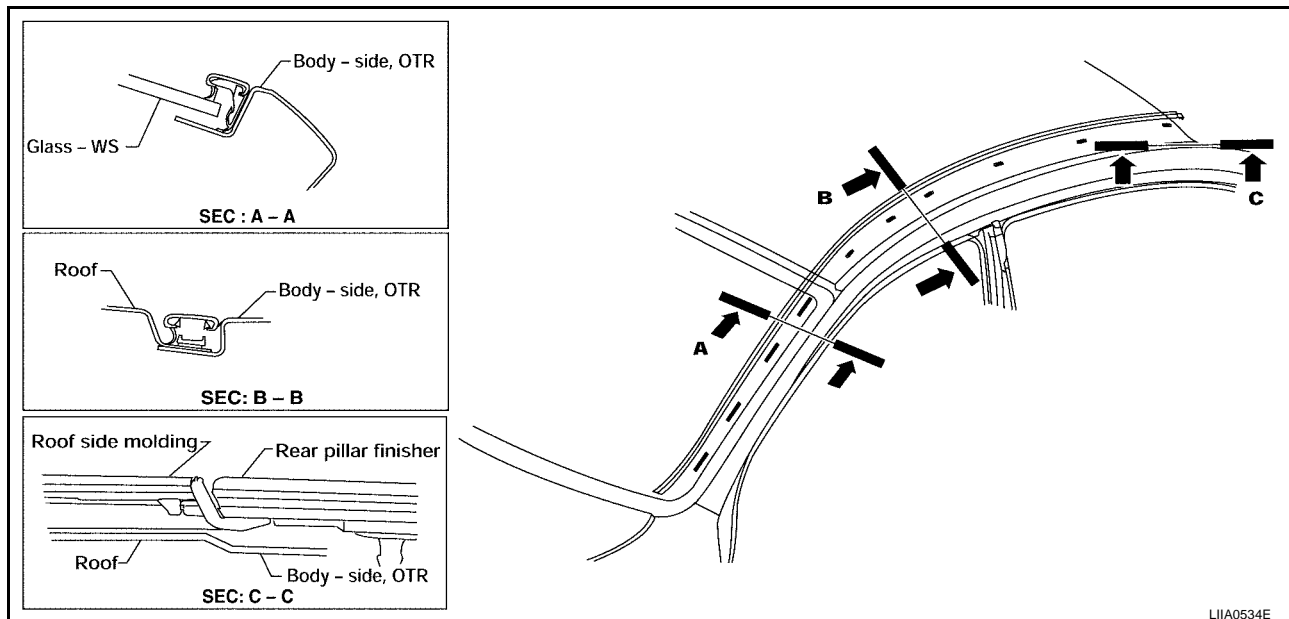 Body – side, OTR
Glass – WS
SEC : A – A
Roof
Body – side, OTR
SEC: B – B
Roof side molding
Rear pillar finisher
Roof
Body – side, OTR
SEC: C – C
A
B
C
LIIA0534E